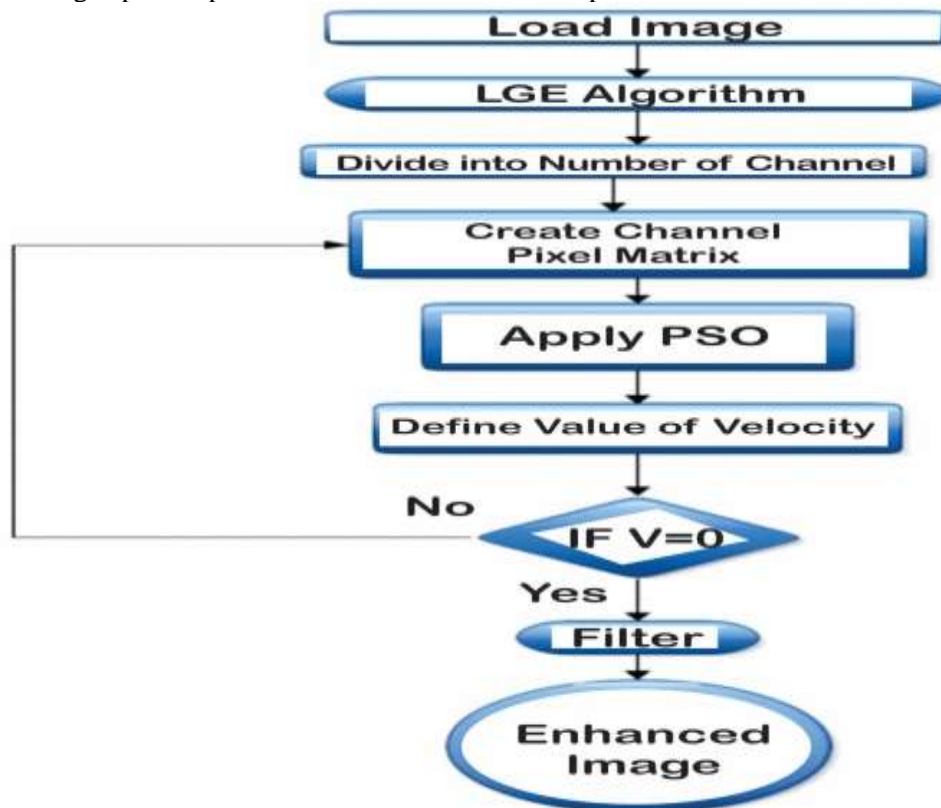 Load Image
LGE Algorithm
Divide into Number of Channel
Create Channel
Pixel Matrix
Apply PSO
Define Value of Velocity
No
IF V=0
Yes
Filter
Enhanced
Image